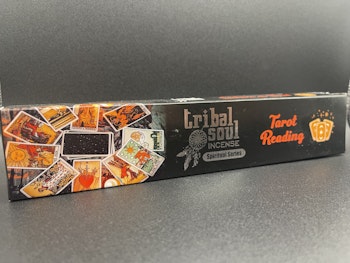 tribal
soul
INCENSE
Spiritual Series
Tarot
Reading